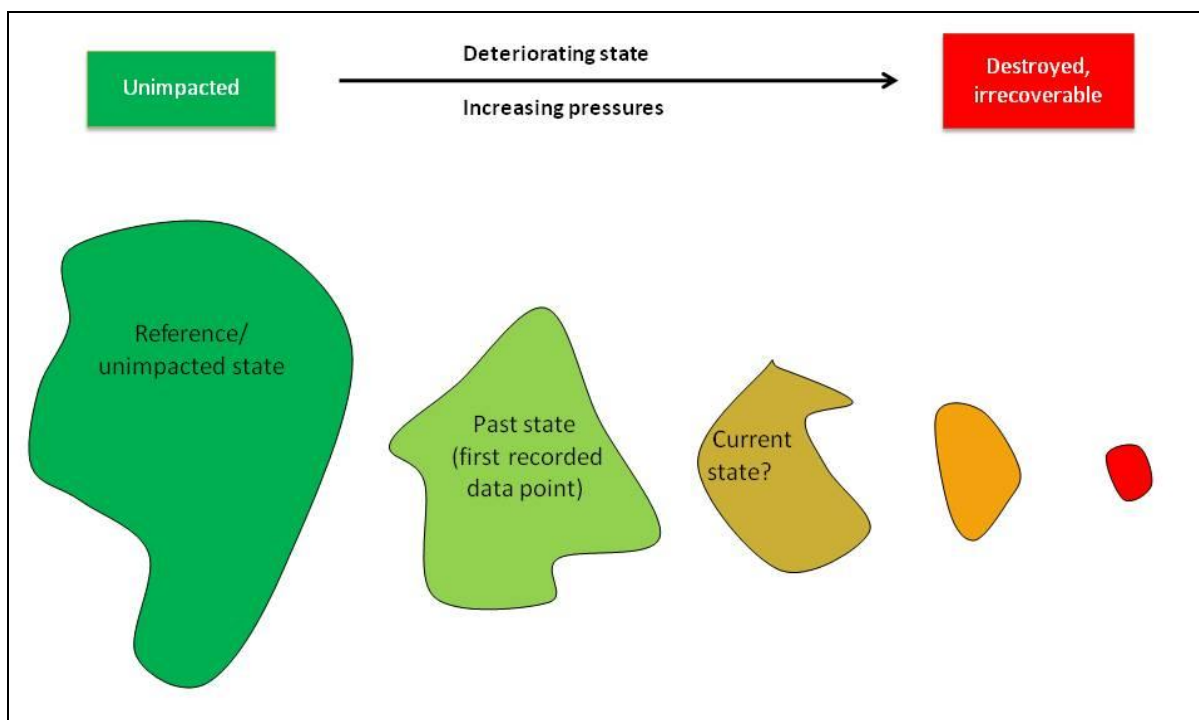 Unimpacted
Deteriorating state
Increasing pressures
Destroyed,
irrecoverable
Reference/
unimpacted state
Past state
(first recorded
data point)
Current
state?